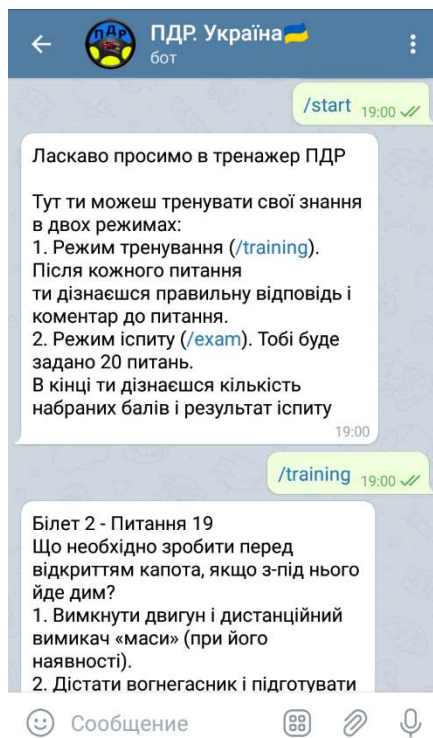 ПДР
ПДР. Україна🇺🇦
бот
/start 19:00
Ласкаво просимо в тренажер ПДР
Тут ти можеш тренувати свої знання
в двох режимах:
1. Режим тренування (/training).
Після кожного питання
ти дізнаєшся правильну відповідь і
коментар до питання.
2. Режим іспиту (/exam). Тобі буде
задано 20 питань.
В кінці ти дізнаєшся кількість
набраних балів і результат іспиту
19:00
/training 19:00
Білет 2 - Питання 19
Що необхідно зробити перед
відкриттям капота, якщо з-під нього
йде дим?
1. Вимкнути двигун і дистанційний
вимикач «маси» (при його
наявності).
2. Дістати вогнегасник і підготувати
Сообщение